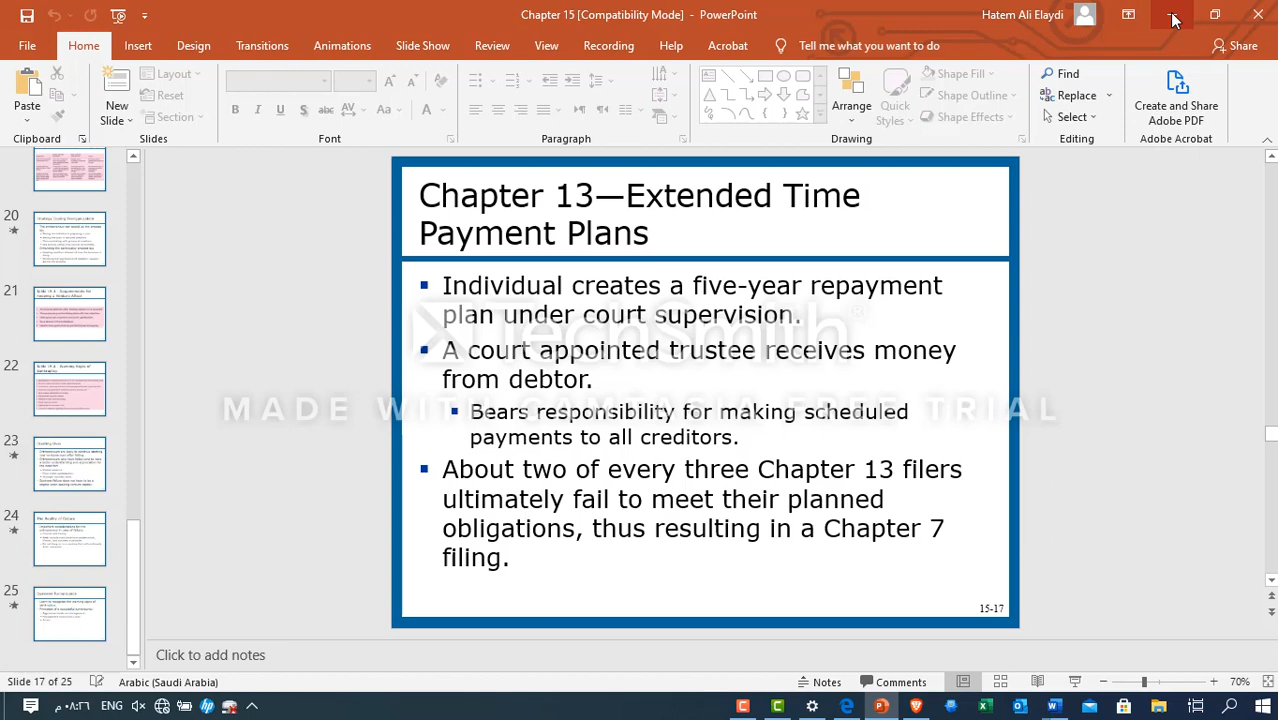 Chapter 15 [Compatibility Mode] - PowerPoint
Hatem Ali Elaydi
File Home Insert Design Transitions Animations Slide Show Review View Recording Help Acrobat Tell me what you want to do Share
Paste
New Slide
Layout
Reset
Section
Arrange
Quick Styles
Shape Fill
Shape Outline
Shape Effects
Find
Replace
Select
Create and Share Adobe PDF
Clipboard Slides Font Paragraph Drawing Editing Adobe Acrobat
20
21
22
23
24
25
Chapter 13—Extended Time
Payment Plans
Individual creates a five-year repayment
plan under court supervision.
A court appointed trustee receives money
from debtor.
Bears responsibility for making scheduled
payments to all creditors.
About two of every three Chapter 13 filers
ultimately fail to meet their planned
obligations, thus resulting in a Chapter 7
filing.
15-17
TechSmith
Click to add notes
Slide 17 of 25 Arabic (Saudi Arabia) Notes Comments 70%
ENG